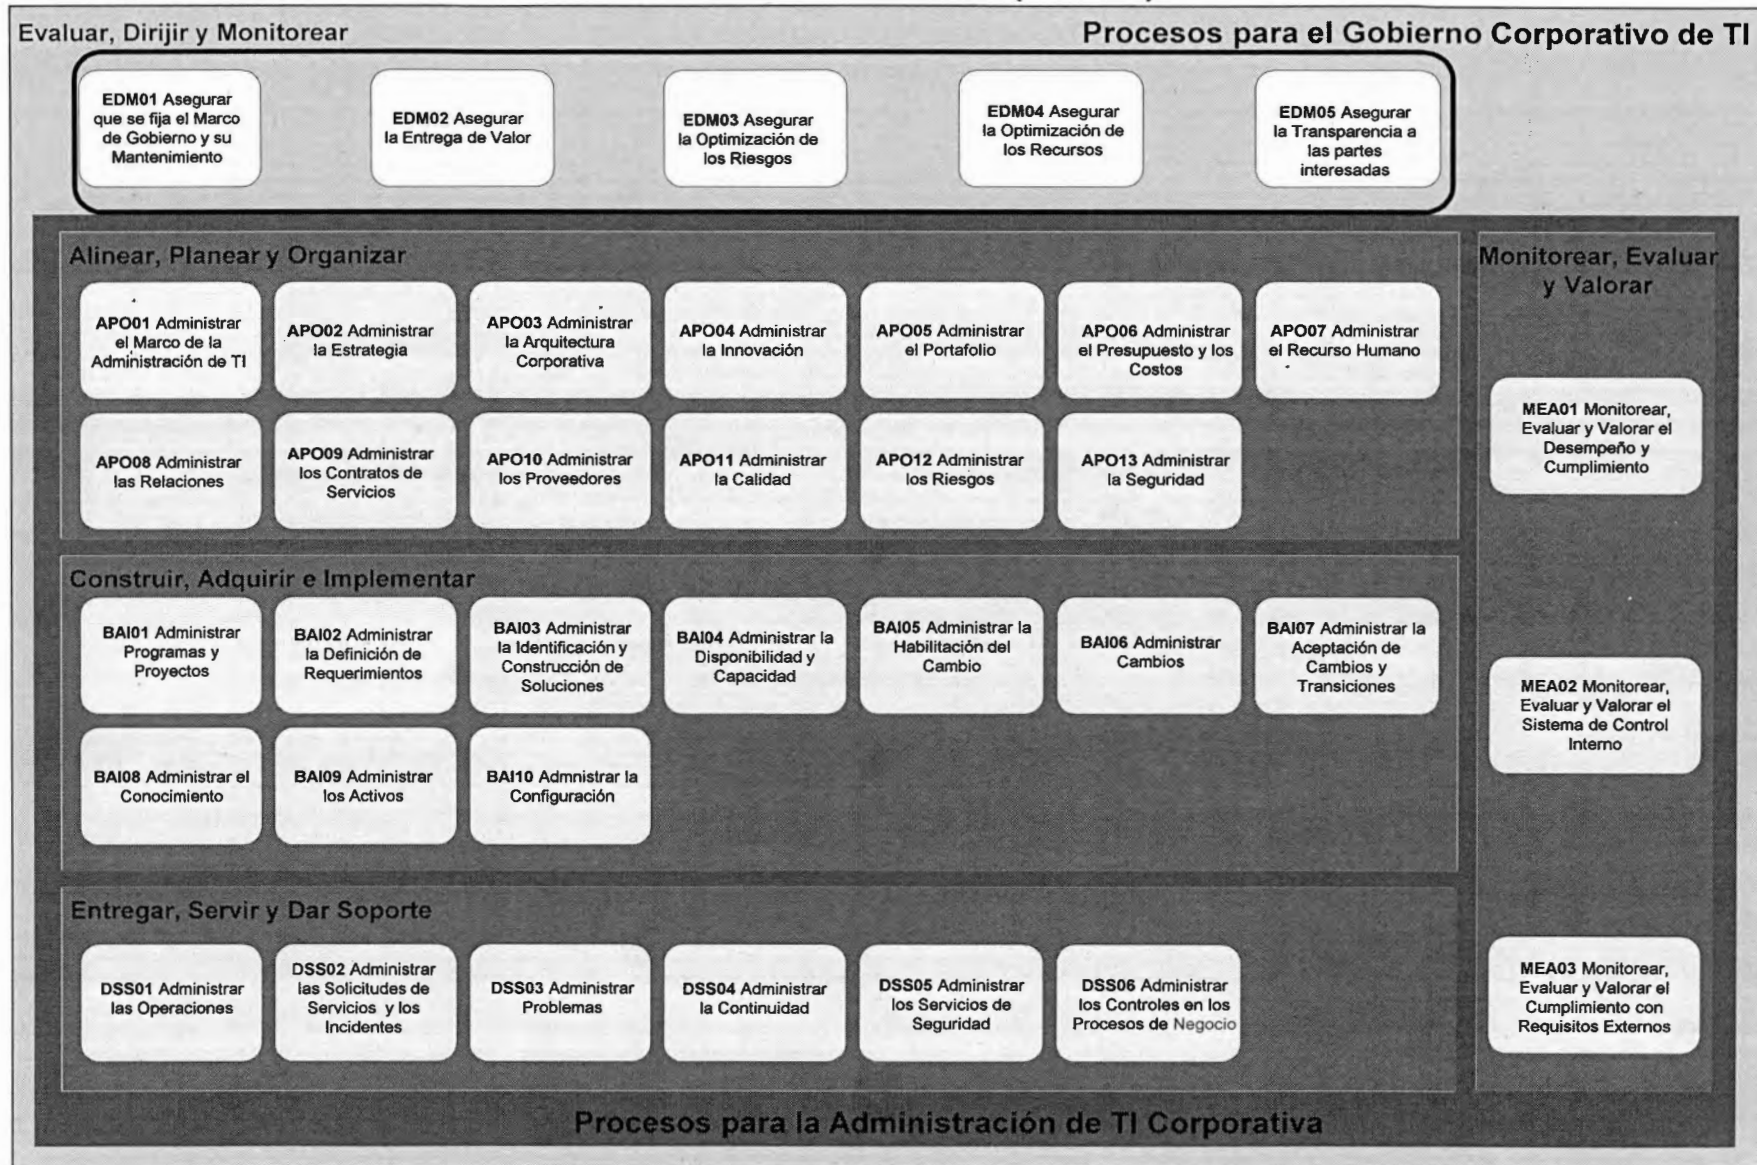 Evaluar, Dirijir y Monitorear
Procesos para el Gobierno Corporativo de TI
EDM01 Asegurar
que se fija el Marco
de Gobierno y su
Mantenimiento
EDM02 Asegurar
la Entrega de Valor
EDM03 Asegurar
la Optimización de
los Riesgos
EDM04 Asegurar
la Optimización de
los Recursos
EDM05 Asegurar
la Transparencia a
las partes
interesadas
Alinear, Planear y Organizar
APO01 Administrar
el Marco de la
Administración de TI
APO02 Administrar
la Estrategia
APO03 Administrar
la Arquitectura
Corporativa
APO04 Administrar
la Innovación
APO05 Administrar
el Portafolio
APO06 Administrar
el Presupuesto y los
Costos
APO07 Administrar
el Recurso Humano
APO08 Administrar
las Relaciones
APO09 Administrar
los Contratos de
Servicios
APO10 Administrar
los Proveedores
APO11 Administrar
la Calidad
APO12 Administrar
los Riesgos
APO13 Administrar
la Seguridad
Construir, Adquirir e Implementar
BAI01 Administrar
Programas y
Proyectos
BAI02 Administrar
la Definición de
Requerimientos
BAI03 Administrar
la Identificación y
Construcción de
Soluciones
BAI04 Administrar la
Disponibilidad y
Capacidad
BAI05 Administrar la
Habilitación del
Cambio
BAI06 Administrar
Cambios
BAI07 Administrar la
Aceptación de
Cambios y
Transiciones
BAI08 Administrar el
Conocimiento
BAI09 Administrar
los Activos
BAI10 Admnistrar la
Configuración
Entregar, Servir y Dar Soporte
DSS01 Administrar
las Operaciones
DSS02 Administrar
las Solicitudes de
Servicios y los
Incidentes
DSS03 Administrar
Problemas
DSS04 Administrar
la Continuidad
DSS05 Administrar
los Servicios de
Seguridad
DSS06 Administrar
los Controles en los
Procesos de Negocio
Monitorear, Evaluar
y Valorar
MEA01 Monitorear,
Evaluar y Valorar el
Desempeño y
Cumplimiento
MEA02 Monitorear,
Evaluar y Valorar el
Sistema de Control
Interno
MEA03 Monitorear,
Evaluar y Valorar el
Cumplimiento con
Requisitos Externos
Procesos para la Administración de TI Corporativa